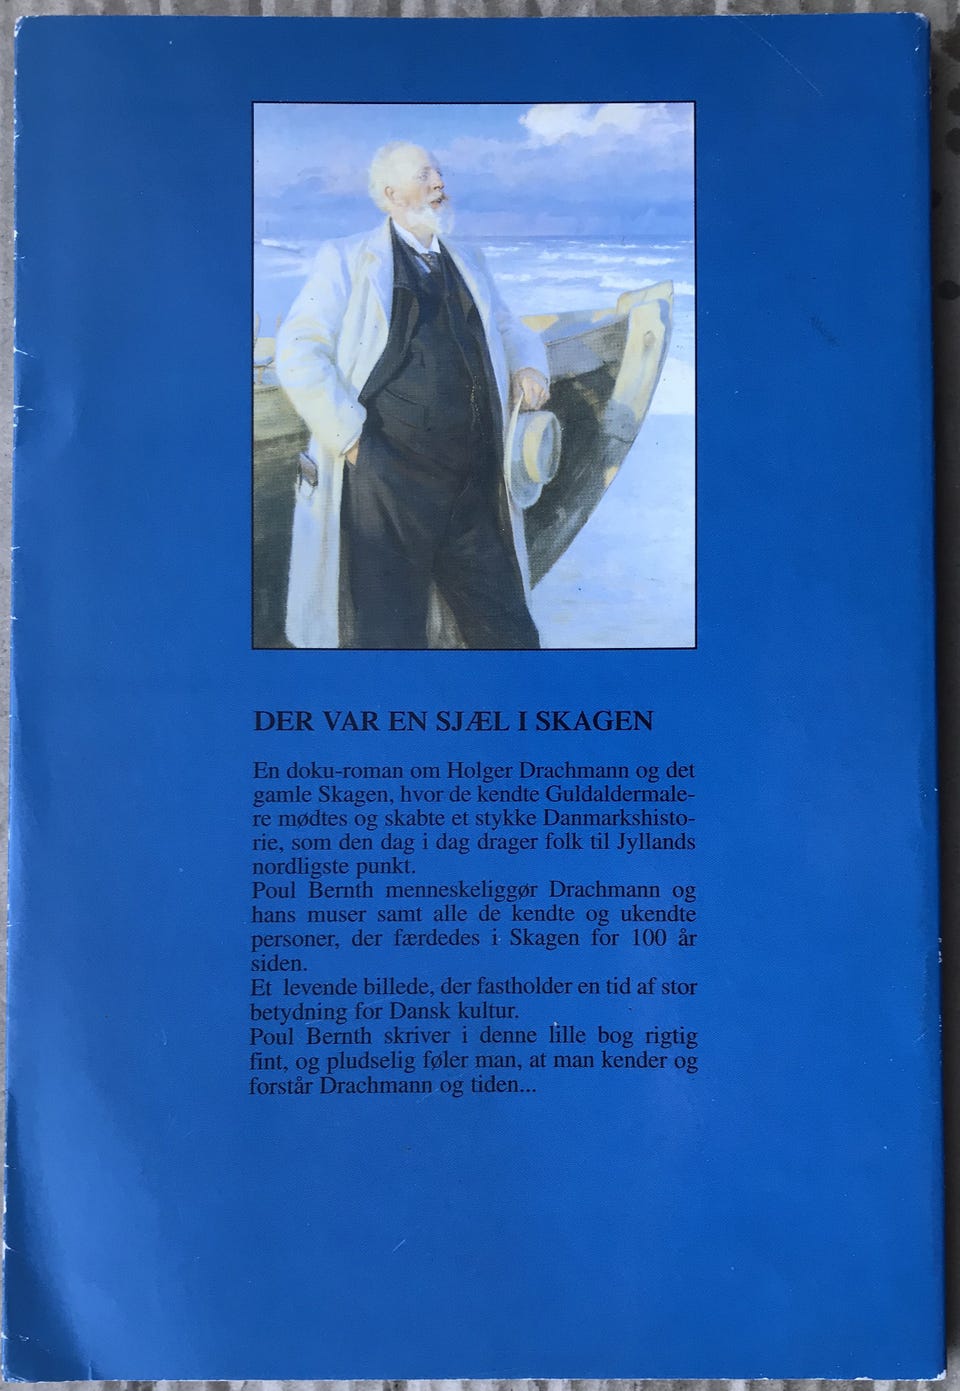 DER VAR EN SJÆL I SKAGEN
En doku-roman om Holger Drachmann og det
gamle Skagen, hvor de kendte Guldaldermale-
re mødtes og skabte et stykke Danmarkshisto-
rie, som den dag i dag drager folk til Jyllands
nordligste punkt.
Poul Bernth menneskeliggør Drachmann og
hans muser samt alle de kendte og ukendte
personer, der færdedes i Skagen for 100 år
siden.
Et levende billede, der fastholder en tid af stor
betydning for Dansk kultur.
Poul Bernth skriver i denne lille bog rigtig
fint, og pludselig føler man, at man kender og
forstår Drachmann og tiden...